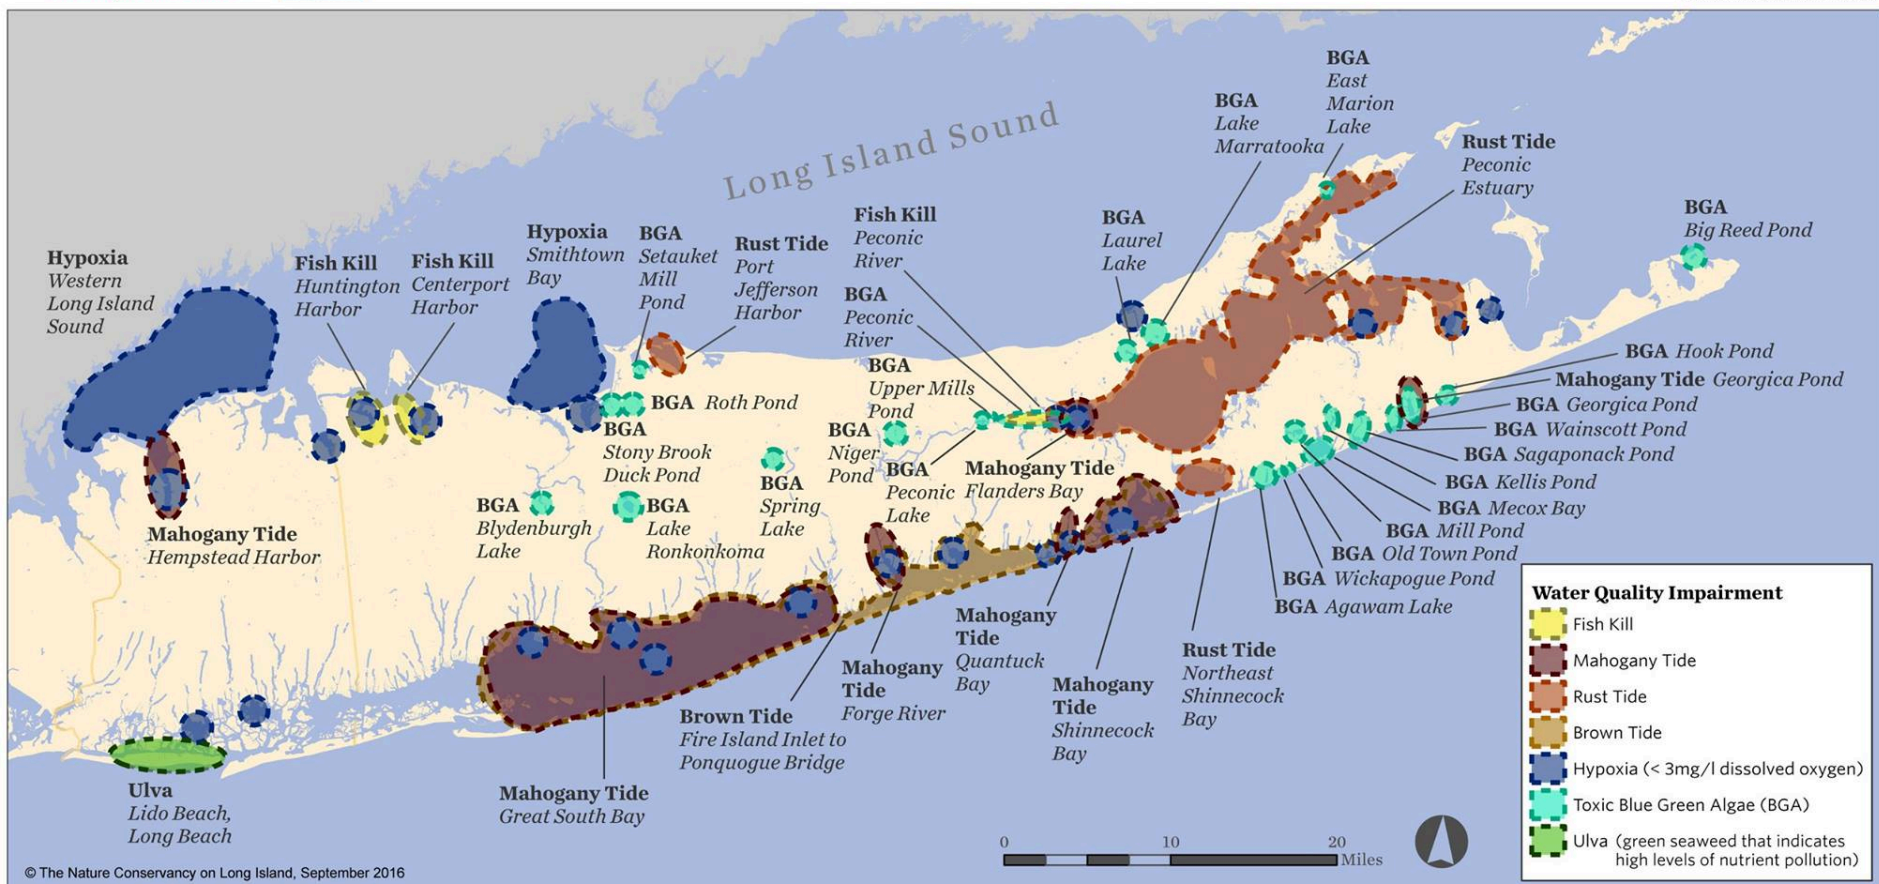 Long Island Sound
Hypoxia
Western
Long Island
Sound
Fish Kill
Huntington
Harbor
Fish Kill
Centerport
Harbor
Hypoxia
Smithtown
Bay
BGA
Setauket
Mill
Pond
Rust Tide
Port
Jefferson
Harbor
Fish Kill
Peconic
River
BGA
Peconic
River
BGA
Upper Mills
Pond
BGA
Laurel
Lake
BGA
Lake
Marratooka
BGA
East
Marion
Lake
Rust Tide
Peconic
Estuary
BGA
Big Reed Pond
BGA Hook Pond
Mahogany Tide Georgica Pond
BGA Georgica Pond
BGA Wainscott Pond
BGA Sagaponack Pond
BGA Kellis Pond
BGA Mecox Bay
BGA Mill Pond
BGA Old Town Pond
BGA Wickapogue Pond
BGA Agawam Lake
BGA Roth Pond
BGA
Stony Brook
Duck Pond
BGA
Niger
Pond
BGA
Peconic
Lake
Mahogany Tide
Flanders Bay
BGA
Spring
Lake
BGA
Blydenburgh
Lake
BGA
Lake
Ronkonkoma
Mahogany Tide
Hempstead Harbor
Mahogany
Tide
Quantuck
Bay
Mahogany
Tide
Shinnecock
Bay
Rust Tide
Northeast
Shinnecock
Bay
Mahogany
Tide
Forge River
Brown Tide
Fire Island Inlet to
Ponquogue Bridge
Mahogany Tide
Great South Bay
Ulva
Lido Beach,
Long Beach
Water Quality Impairment
Fish Kill
Mahogany Tide
Rust Tide
Brown Tide
Hypoxia (< 3mg/l dissolved oxygen)
Toxic Blue Green Algae (BGA)
Ulva (green seaweed that indicates
high levels of nutrient pollution)
0 10 20
Miles
© The Nature Conservancy on Long Island, September 2016